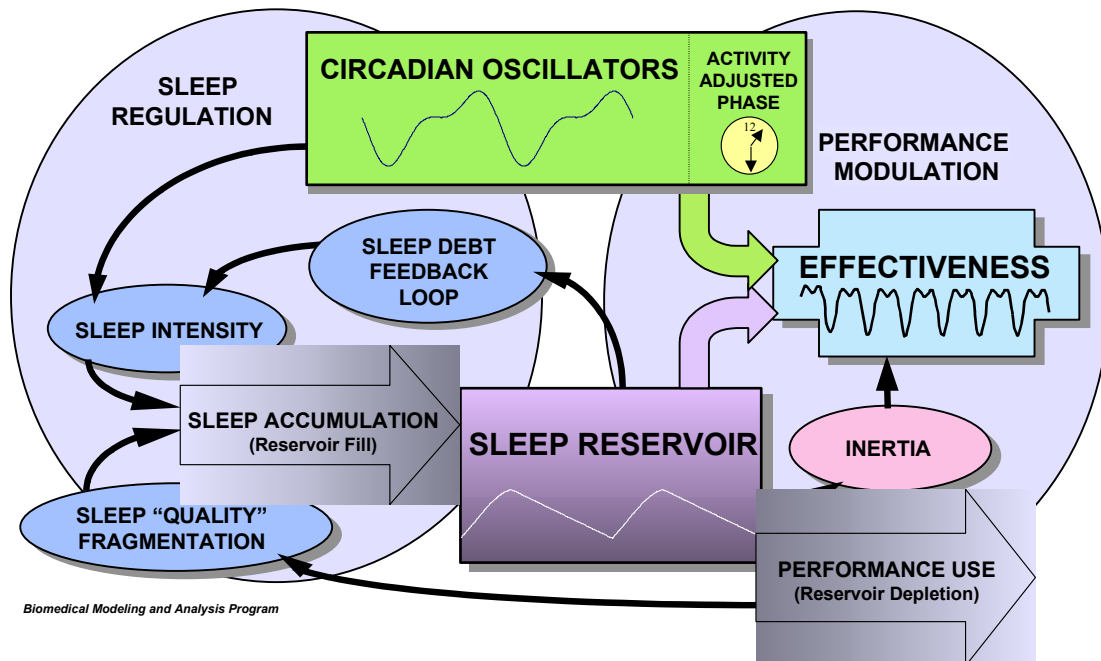 CIRCADIAN OSCILLATORS
ACTIVITY
ADJUSTED
PHASE
12
SLEEP
REGULATION
PERFORMANCE
MODULATION
SLEEP DEBT
FEEDBACK
LOOP
EFFECTIVENESS
SLEEP INTENSITY
SLEEP ACCUMULATION
(Reservoir Fill)
SLEEP RESERVOIR
INERTIA
SLEEP “QUALITY”
FRAGMENTATION
PERFORMANCE USE
(Reservoir Depletion)
Biomedical Modeling and Analysis Program